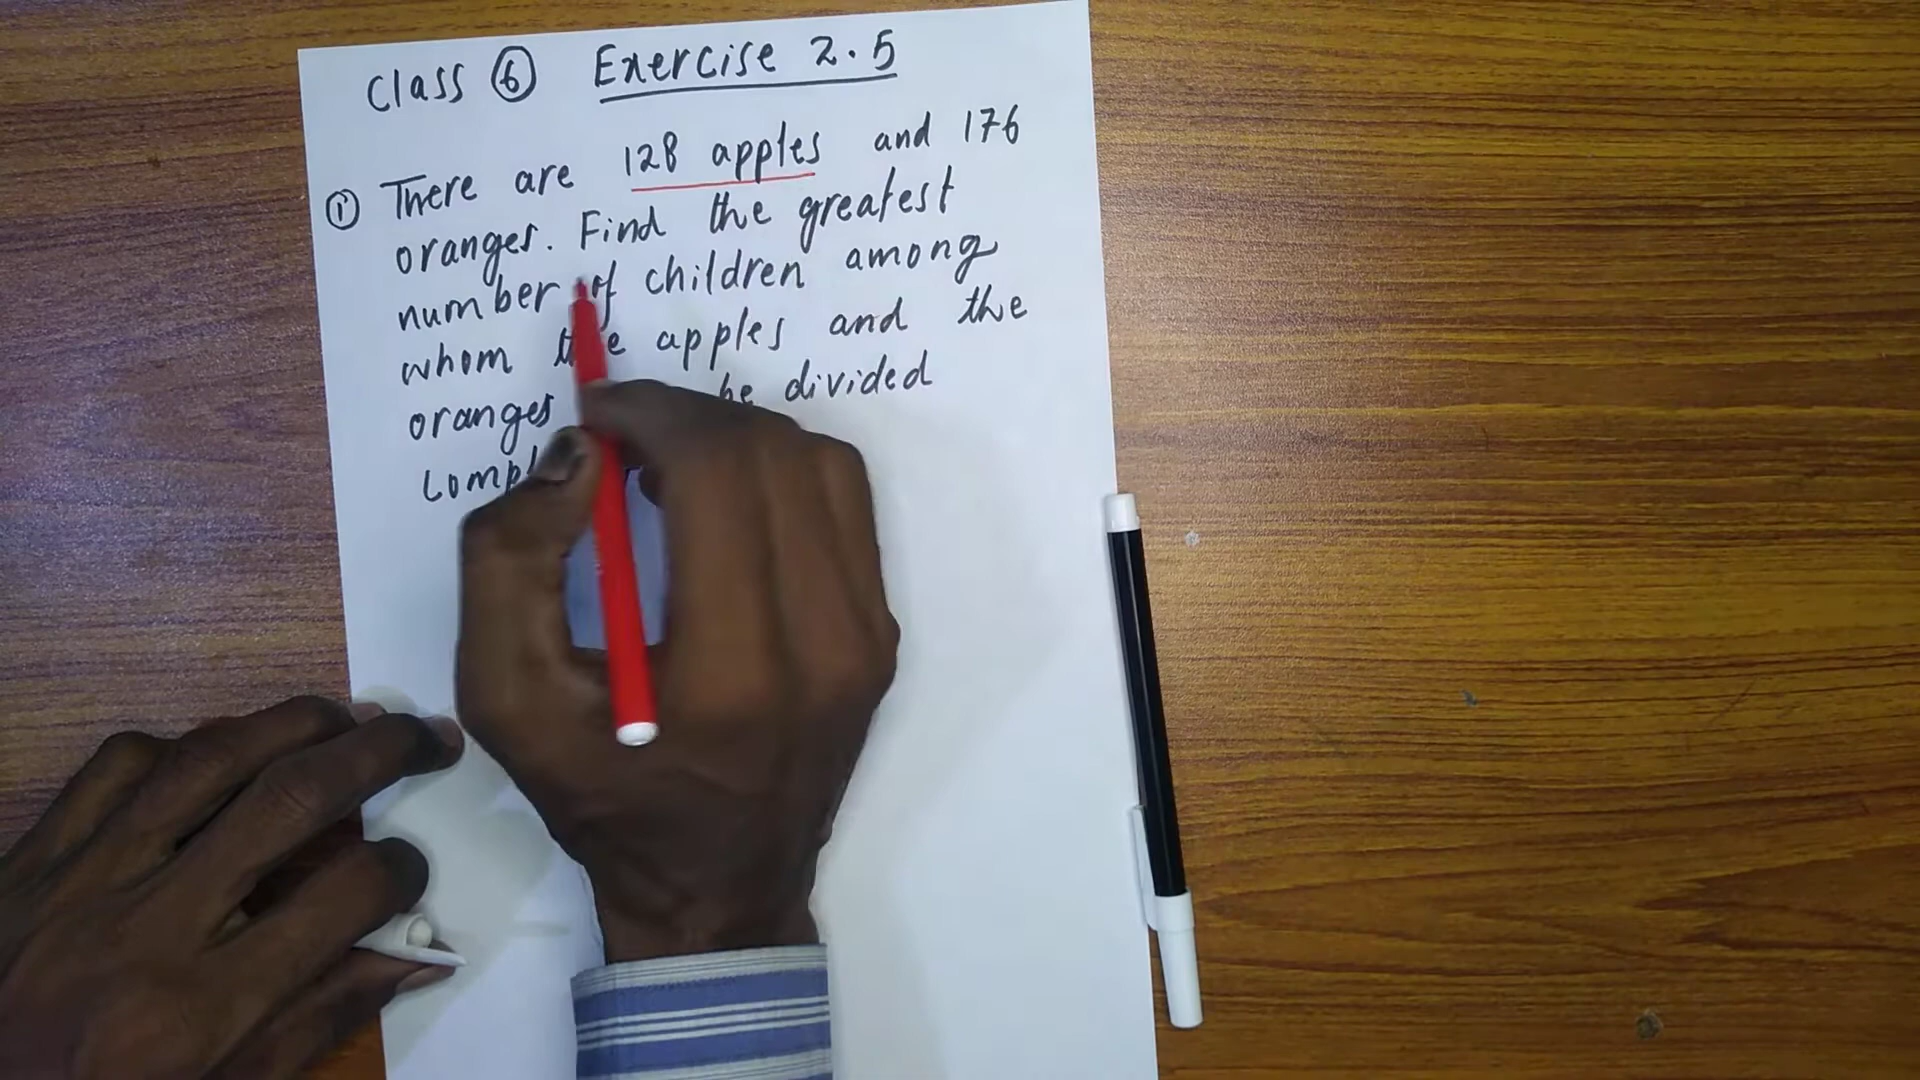 Class ⑥ Exercise 2.5
① There are 128 apples and 176
oranges. Find the greatest
number of children among
whom the apples and the
oranges be divided